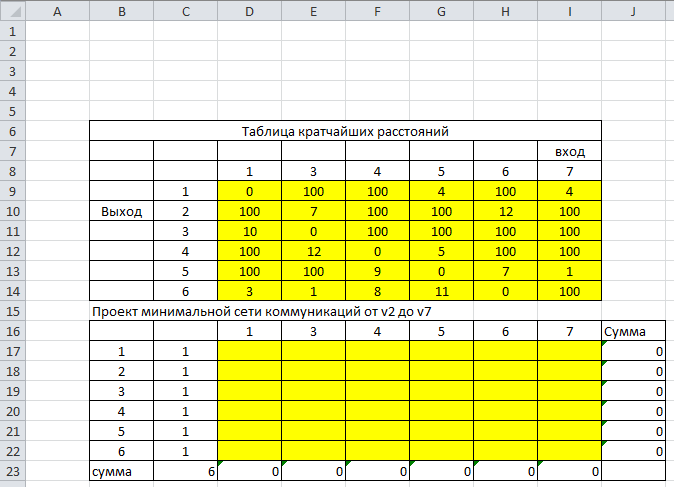 A B C D E F G H I J
1
2
3
4
5
6 Таблица кратчайших расстояний
7 вход
8 1 3 4 5 6 7
9 1 0 100 100 4 100 4
10 Выход 2 100 7 100 100 12 100
11 3 10 0 100 100 100 100
12 4 100 12 0 5 100 100
13 5 100 100 9 0 7 1
14 6 3 1 8 11 0 100
15 Проект минимальной сети коммуникаций от v2 до v7
16 1 3 4 5 6 7 Сумма
17 1 1 0
18 2 1 0
19 3 1 0
20 4 1 0
21 5 1 0
22 6 1 0
23 сумма 6 0 0 0 0 0 0